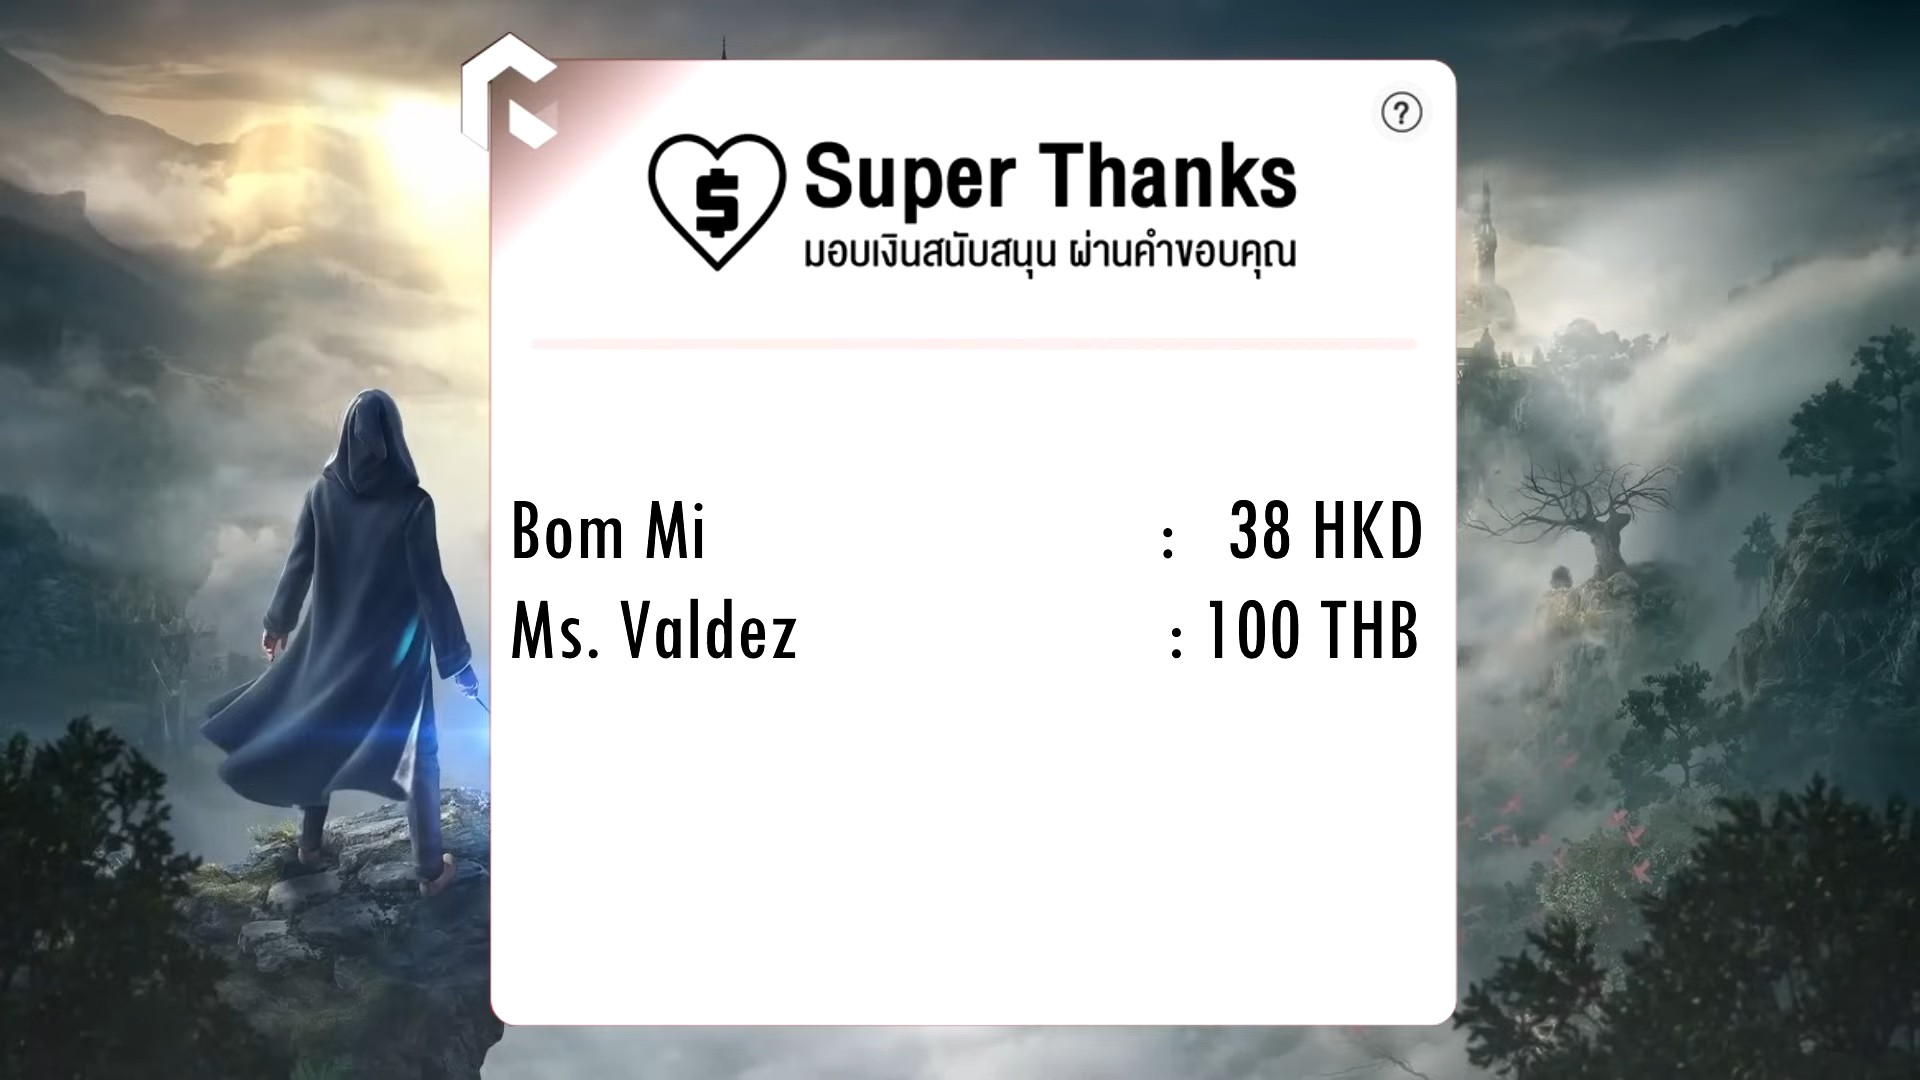 Super Thanks
มอบเงินสนับสนุน ผ่านคำขอบคุณ
?
$
Bom Mi : 38 HKD
Ms. Valdez : 100 THB